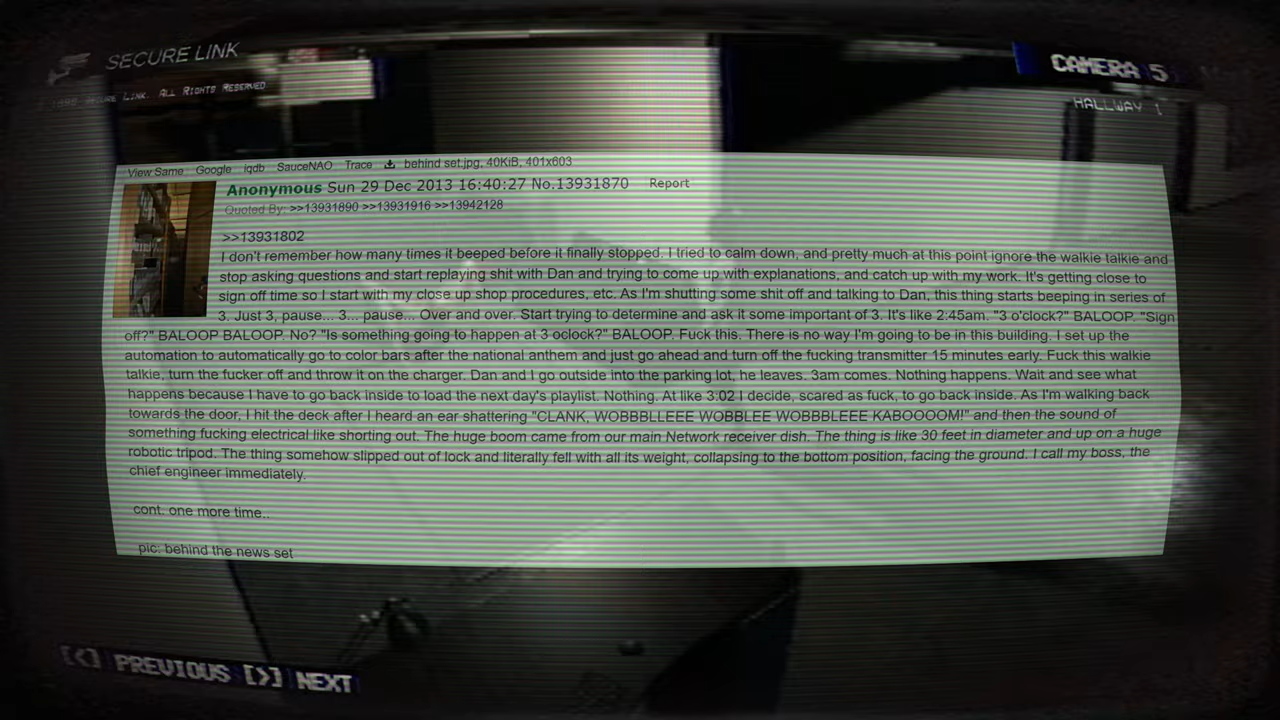 SECURE LINK
CAMERA 5
SECURE LINK. ALL RIGHTS RESERVED
HALLWAY
View Same Google iqdb SauceNAO Trace behind set.jpg, 40KiB, 401x603
Anonymous Sun 29 Dec 2013 16:40:27 No.13931870 Report
Quoted By: >>13931890 >>13931916 >>13942128
>>13931802
I don't remember how many times it beeped before it finally stopped. I tried to calm down, and pretty much at this point ignore the walkie talkie and
stop asking questions and start replaying shit with Dan and trying to come up with explanations, and catch up with my work. It's getting close to
sign off time so I start with my close up shop procedures, etc. As I'm shutting some shit off and talking to Dan, this thing starts beeping in series of
3. Just 3, pause... 3... pause... Over and over. Start trying to determine and ask it some important of 3. It's like 2:45am. "3 o'clock?" BALOOP. "Sign
off?" BALOOP BALOOP. No? "Is something going to happen at 3 oclock?" BALOOP. Fuck this. There is no way I'm going to be in this building. I set up the
automation to automatically go to color bars after the national anthem and just go ahead and turn off the fucking transmitter 15 minutes early. Fuck this walkie
talkie, turn the fucker off and throw it on the charger. Dan and I go outside into the parking lot, he leaves. 3am comes. Nothing happens. Wait and see what
happens because I have to go back inside to load the next day's playlist. Nothing. At like 3:02 I decide, scared as fuck, to go back inside. As I'm walking back
towards the door, I hit the deck after I heard an ear shattering "CLANK, WOBBBLLEEE WOBBLEE WOBBBLEEE KABOOOOM!" and then the sound of
something fucking electrical like shorting out. The huge boom came from our main Network receiver dish. The thing is like 30 feet in diameter and up on a huge
robotic tripod. The thing somehow slipped out of lock and literally fell with all its weight, collapsing to the bottom position, facing the ground. I call my boss, the
chief engineer immediately.
cont. one more time..
pic: behind the news set
[<] PREVIOUS [>] NEXT